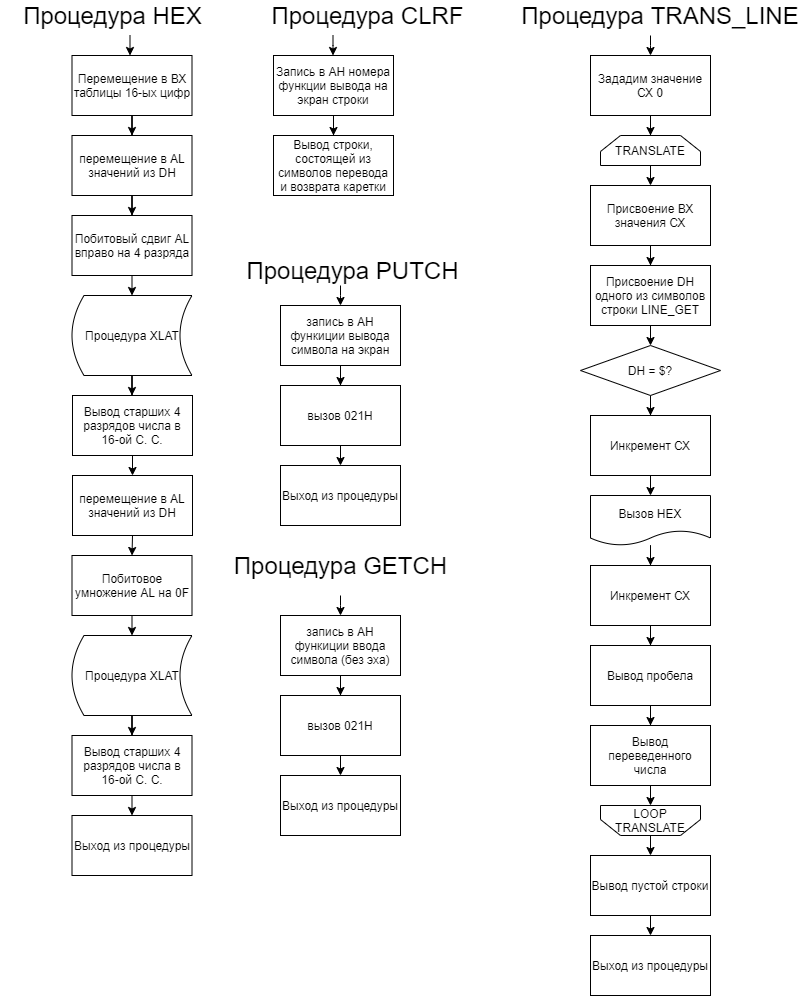 Процедура HEX
Перемещение в BX
таблицы 16-ых цифр
перемещение в AL
значений из DH
Побитовый сдвиг AL
вправо на 4 разряда
Процедура XLAT
Вывод старших 4
разрядов числа в
16-ой С. С.
перемещение в AL
значений из DH
Побитовое
умножение AL на 0F
Процедура XLAT
Вывод старших 4
разрядов числа в
16-ой С. С.
Выход из процедуры
Процедура CLRF
Запись в AH номера
функции вывода на
экран строки
Вывод строки,
состоящей из
символов перевода
и возврата каретки
Процедура PUTCH
запись в AH
функиции вывода
символа на экран
вызов 021H
Выход из процедуры
Процедура GETCH
запись в AH
функиции ввода
символа (без эха)
вызов 021H
Выход из процедуры
Процедура TRANS_LINE
Зададим значение
CX 0
TRANSLATE
Присвоение BX
значения CX
Присвоение DH
одного из символов
строки LINE_GET
DH = $?
Инкремент CX
Вызов HEX
Инкремент CX
Вывод пробела
Вывод
переведенного
числа
LOOP
TRANSLATE
Вывод пустой строки
Выход из процедуры